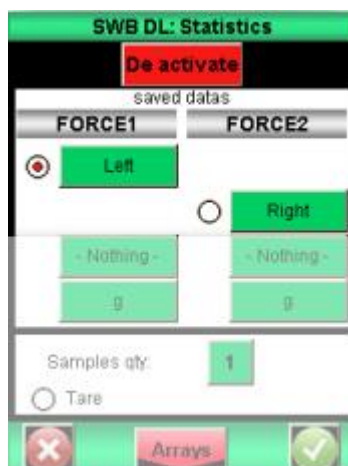 SWB DL: Statistics
De activate
saved datas
FORCE1 FORCE2
Left
Right
- Nothing - - Nothing -
g g
Samples qty: 1
Tare
Arrays